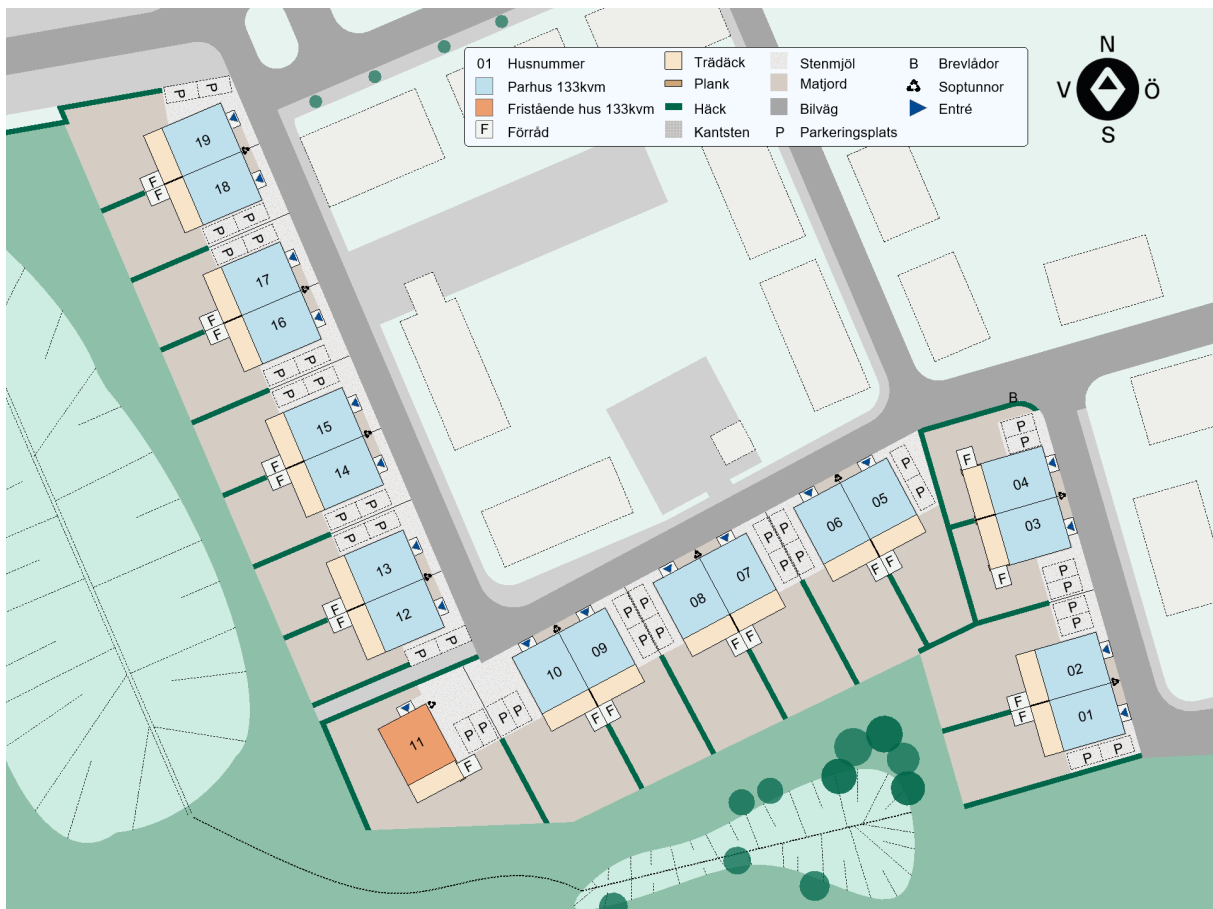 N
V Ö
S
01 Husnummer
Parhus 133kvm
Fristående hus 133kvm
F Förråd
Trädäck
Plank
Häck
Kantsten
Stenmjöl
Matjord
Bilväg
P Parkeringsplats
B Brevlådor
Soptunnor
Entré
P P
19
F
F
18
P P
P P
17
16
F
F
P P
P P
15
14
F
F
P P
P P
13
12
F
F
P P
11
F
P P P P
10
09
F F
P P
P P
08
07
F F
P P
P P
06
05
F F
P
P
B
P
P
F
04
03
F
P
P
P
P
02
01
F
F
P P